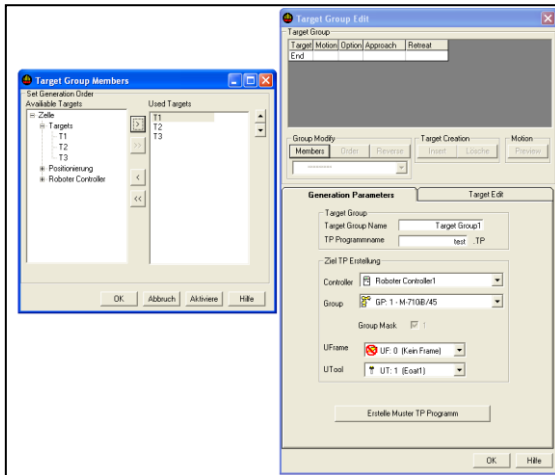 Target Group Members
Set Generation Order
Available Targets
Used Targets
Zelle
Targets
T1
T2
T3
Positionierung
Roboter Controller
>
>>
<
<<
T1
T2
T3
OK
Abbruch
Aktiviere
Hilfe
Target Group Edit
Target Group
Target Motion Option Approach Retreat
End
Group Modify
Members
Order
Reverse
Target Creation
Insert
Lösche
Motion
Preview
--------
Generation Parameters
Target Edit
Target Group
Target Group Name
Target Group1
TP Programmname
test .TP
Ziel TP Erstellung
Controller
Roboter Controller1
Group
GP: 1 - M-710iB/45
Group Mask
1
UFrame
UF: 0 (Kein Frame)
UTool
UT: 1 (Eoat1)
Erstelle Muster TP Programm
OK
Hilfe